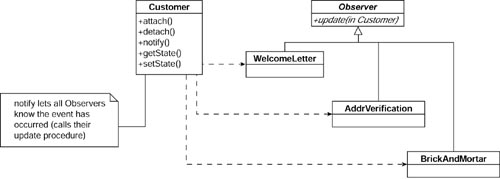 Customer
+attach()
+detach()
+notify()
+getState()
+setState()
Observer
+update(in Customer)
WelcomeLetter
AddrVerification
BrickAndMortar
notify lets all Observers
know the event has
occurred (calls their
update procedure)